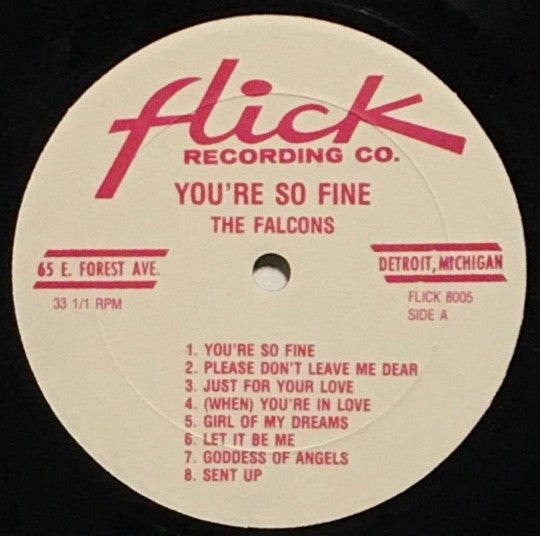 flick
RECORDING CO.
YOU'RE SO FINE
THE FALCONS
65 E. FOREST AVE.
DETROIT, MICHIGAN
33 1/1 RPM
FLICK 8005
SIDE A
1. YOU'RE SO FINE
2. PLEASE DON'T LEAVE ME DEAR
3. JUST FOR YOUR LOVE
4. (WHEN) YOU'RE IN LOVE
5. GIRL OF MY DREAMS
6. LET IT BE ME
7. GODDESS OF ANGELS
8. SENT UP